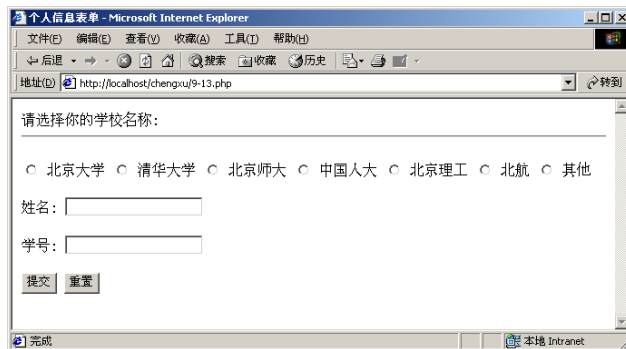 个人信息表单 - Microsoft Internet Explorer
文件(F) 编辑(E) 查看(V) 收藏(A) 工具(T) 帮助(H)
后退 搜索 收藏 历史
地址(D) http://localhost/chengxu/9-13.php 转到
请选择你的学校名称:
北京大学 清华大学 北京师大 中国人大 北京理工 北航 其他
姓名:
学号:
提交 重置
完成 本地 Intranet